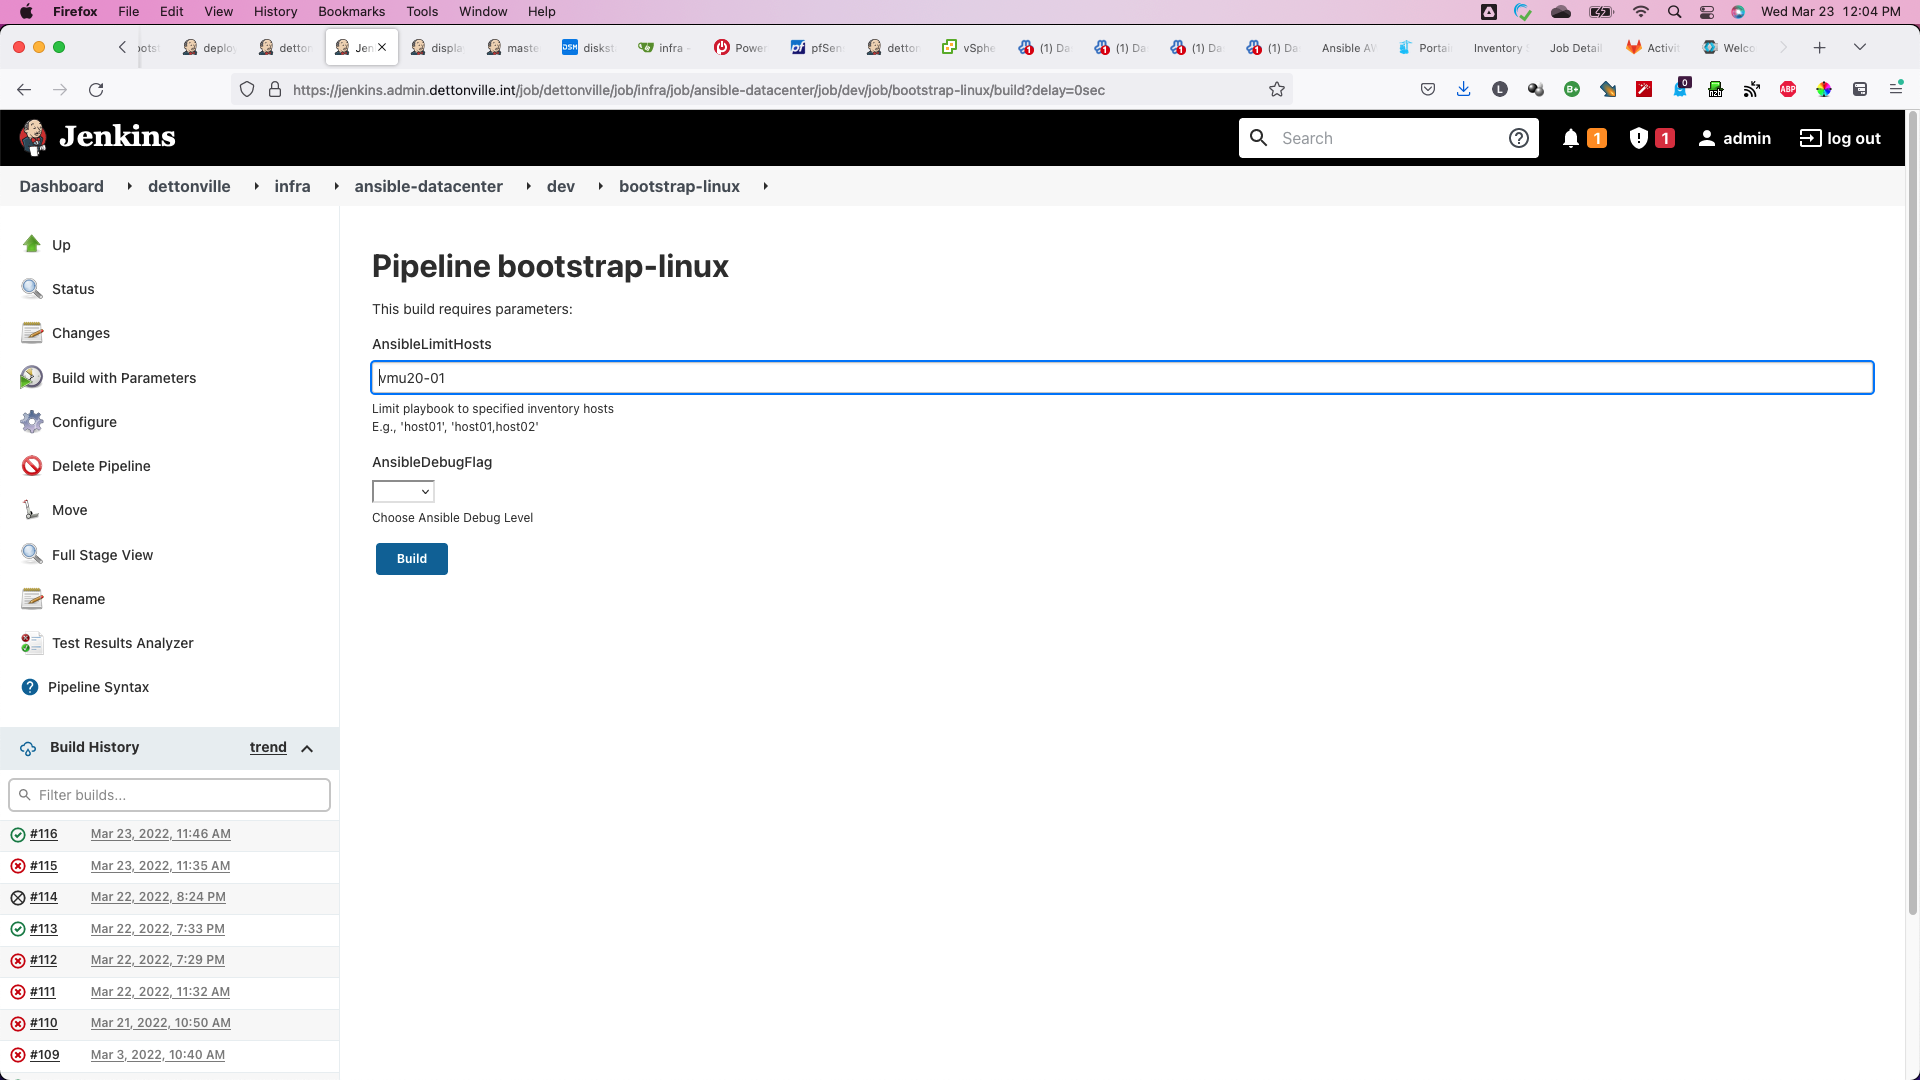 Firefox File Edit View History Bookmarks Tools Window Help Wed Mar 23 12:04 PM
deplo detton Jen displa maste diskst infra - Power pfSen detton vSphe (1) Da (1) Da (1) Da (1) Da Ansible AW Portai Inventory Job Detail Activit Welco
https://jenkins.admin.dettonville.int/job/dettonville/job/infra/job/ansible-datacenter/job/dev/job/bootstrap-linux/build?delay=0sec
Jenkins
Search
1
1
admin
log out
Dashboard dettonville infra ansible-datacenter dev bootstrap-linux
Up
Status
Changes
Build with Parameters
Configure
Delete Pipeline
Move
Full Stage View
Rename
Test Results Analyzer
Pipeline Syntax
Build History trend
Filter builds...
#116 Mar 23, 2022, 11:46 AM
#115 Mar 23, 2022, 11:35 AM
#114 Mar 22, 2022, 8:24 PM
#113 Mar 22, 2022, 7:33 PM
#112 Mar 22, 2022, 7:29 PM
#111 Mar 22, 2022, 11:32 AM
#110 Mar 21, 2022, 10:50 AM
#109 Mar 3, 2022, 10:40 AM
Pipeline bootstrap-linux
This build requires parameters:
AnsibleLimitHosts
vmu20-01
Limit playbook to specified inventory hosts
E.g., 'host01', 'host01,host02'
AnsibleDebugFlag
Choose Ansible Debug Level
Build